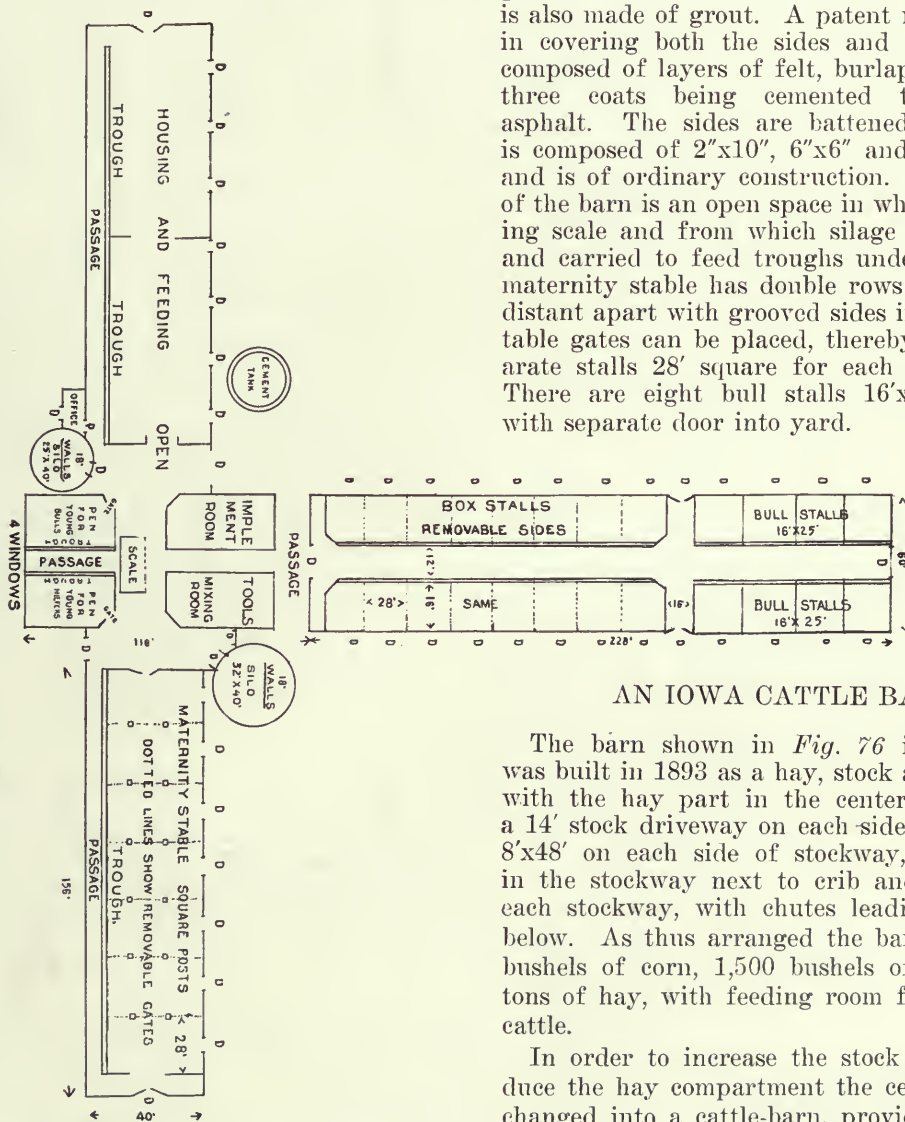 is also made of grout. A patent
in covering both the sides and
composed of layers of felt, burlap
three coats being cemented
asphalt. The sides are battened
is composed of 2"x10", 6"x6" and
and is of ordinary construction.
of the barn is an open space in
ing scale and from which silage
and carried to feed troughs
maternity stable has double rows
distant apart with grooved sides
table gates can be placed, thereby
arate stalls 28' square for each
There are eight bull stalls
with separate door into yard.
D
TROUGH
HOUSING AND FEEDING
PASSAGE
TROUGH
CEMENT
TANK
OFFICE
OPEN
18'
WALLS
SILO
25'X40'
GATE
PEN
FOR
YOUNG
BULLS
TROUGH
4 WINDOWS
PASSAGE
SCALE
TROUGH
PEN
FOR
YOUNG
HEIFERS
GATE
IMPLE
MENT
ROOM
TOOLS
MIXING
ROOM
PASSAGE
BOX STALLS
REMOVABLE SIDES
BULL STALLS
16'X25'
60'
<12'>
<28'>
16'
SAME
<16'>
BULL STALLS
16'X 25'
228'
116'
18'
WALLS
SILO
32'X40'
MATERNITY STABLE SQUARE POSTS
DOTTED LINES SHOW REMOVABLE GATES
TROUGH.
PASSAGE
< 28' >
156'
40'
AN IOWA CATTLE
The barn shown in Fig. 76
was built in 1893 as a hay, stock
with the hay part in the center
a 14' stock driveway on each side
8'x48' on each side of stockway,
in the stockway next to crib
each stockway, with chutes
below. As thus arranged the
bushels of corn, 1,500 bushels
tons of hay, with feeding room
cattle.
In order to increase the stock
duce the hay compartment the
changed into a cattle-barn,